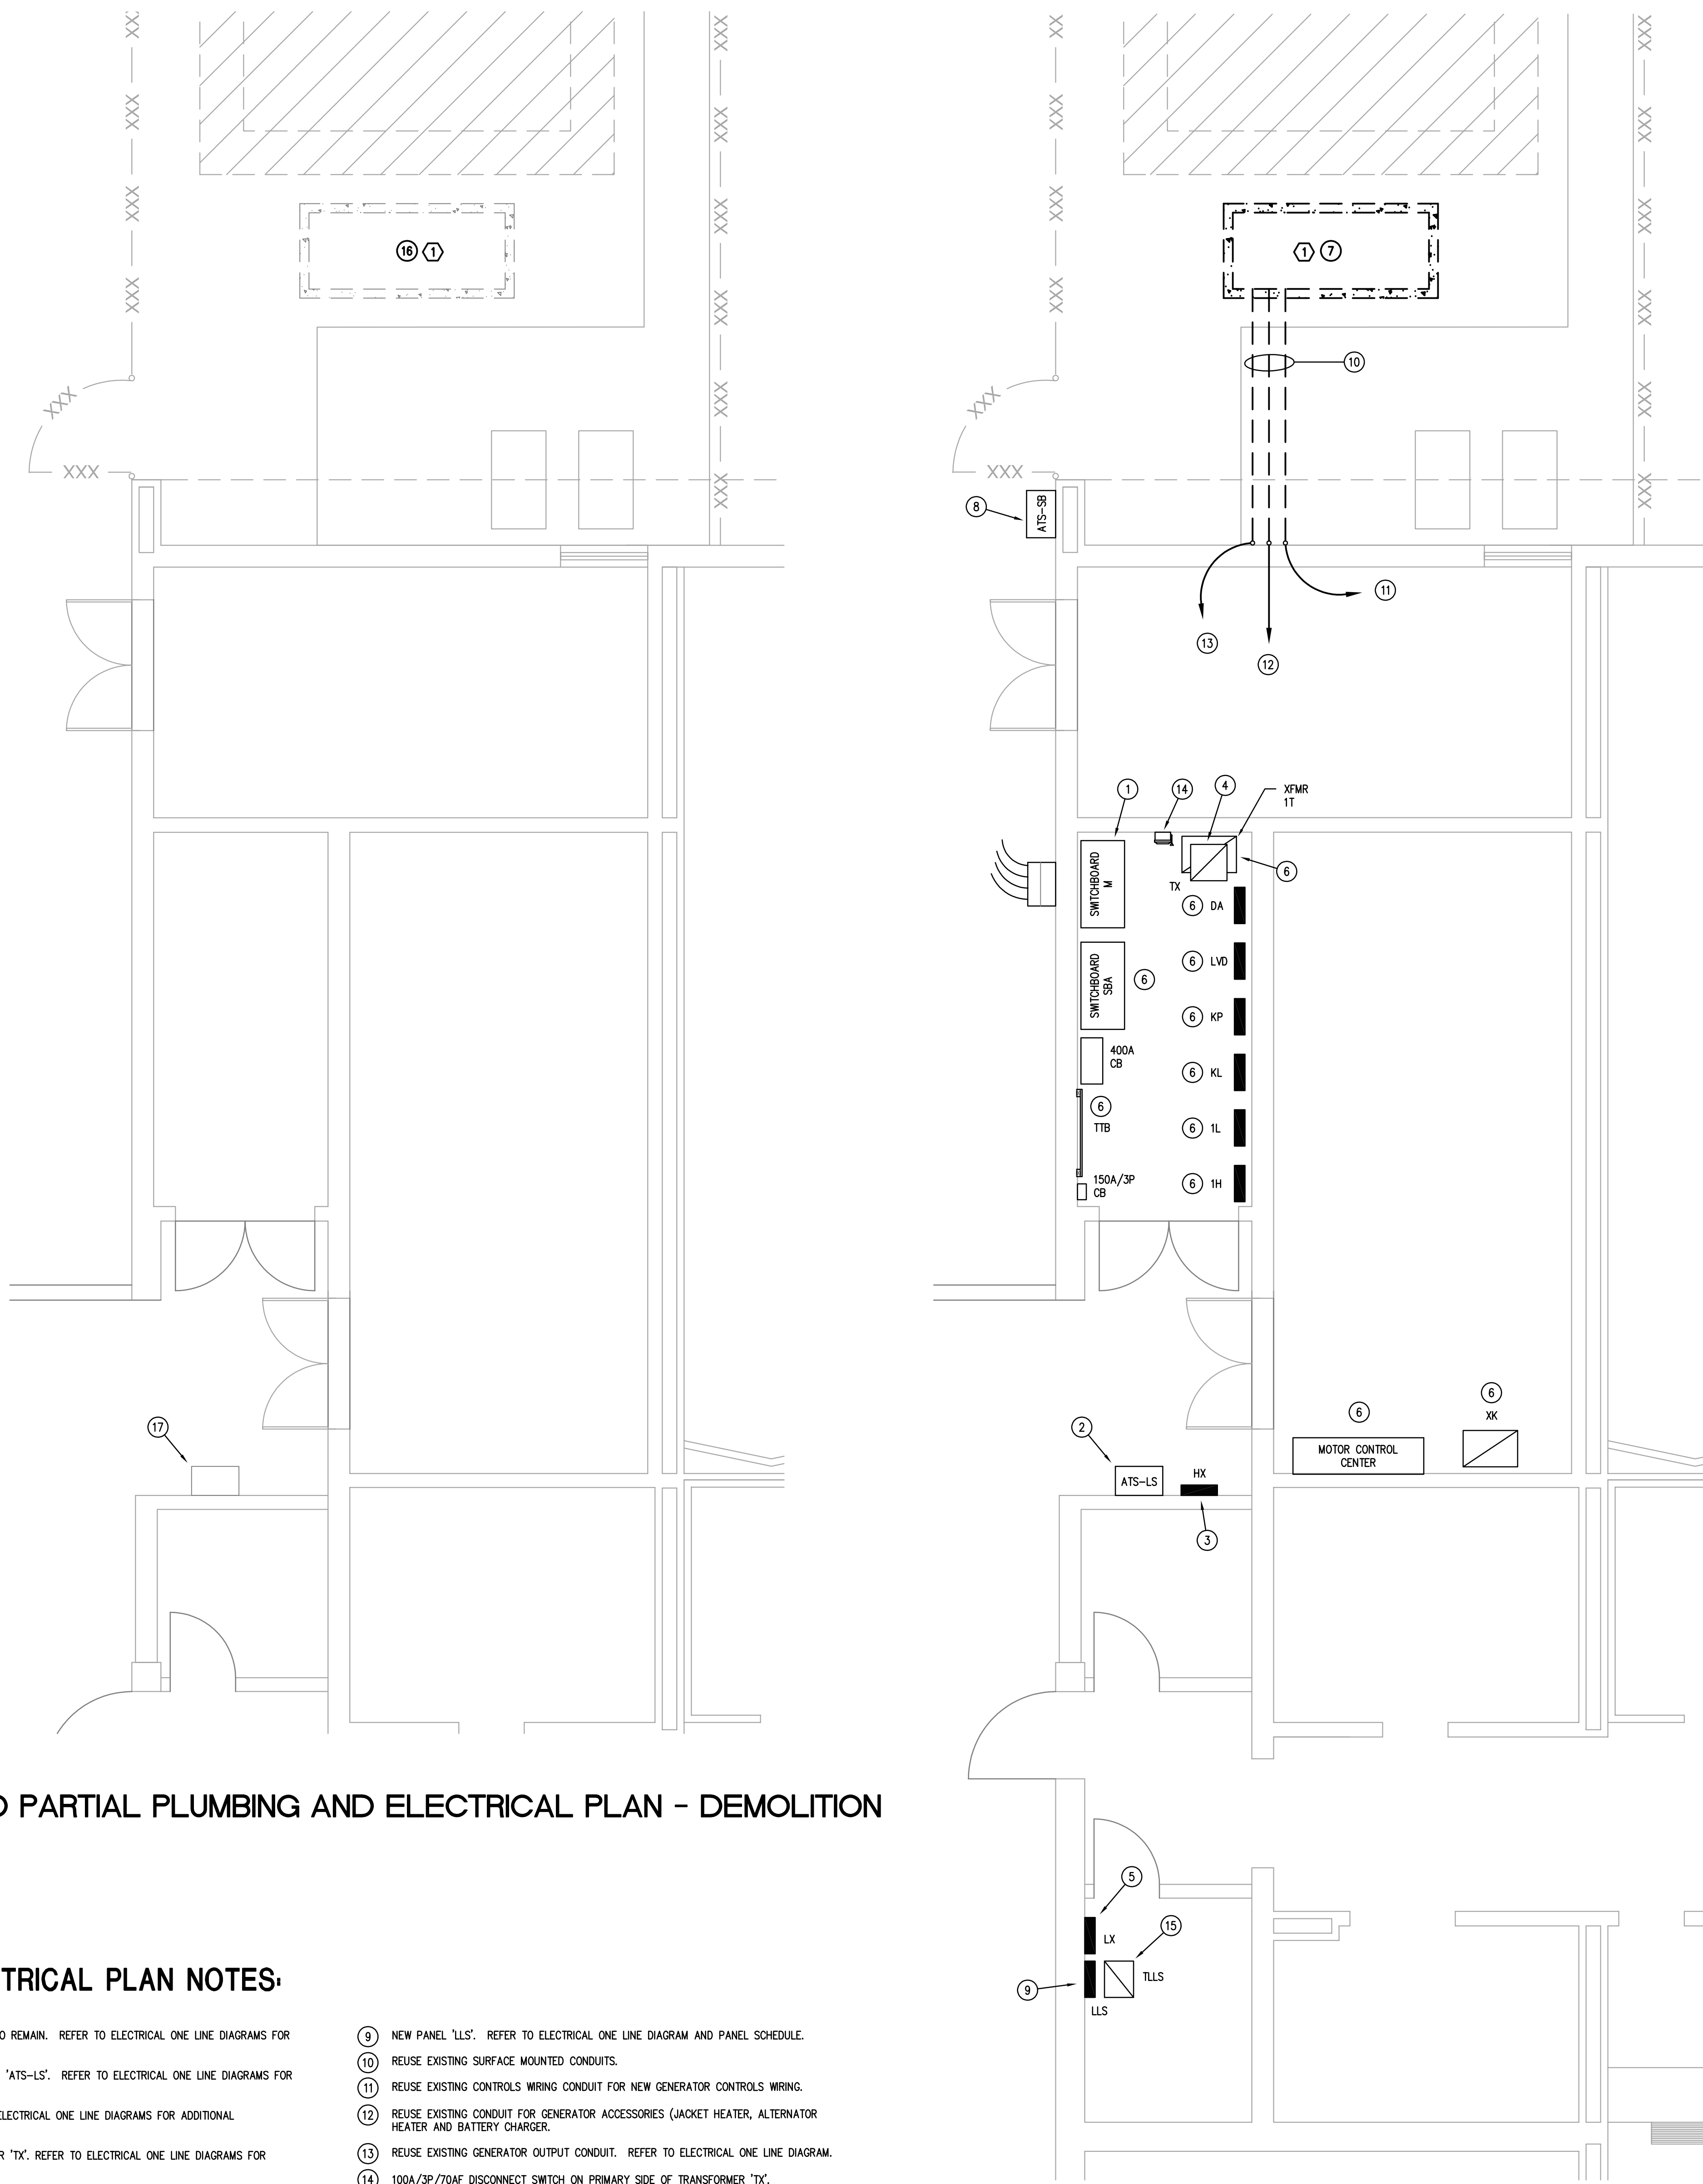 XXX
XXX
XXX
XXX
XXX
XXX
XXX
XXX
XXX
XXX
XXX
XXX
16
1
17
XXX
XXX
XXX
XXX
XXX
XXX
XXX
XXX
XXX
XXX
XXX
XXX
1
7
10
8
ATS-SB
11
13
12
1
14
4
XFMR
1T
6
SWITCHBOARD
M
TX
6 DA
SWITCHBOARD
SBA
6
6 LVD
6 KP
400A
CB
6 KL
6
TTB
6 1L
150A/3P
CB
6 1H
6
XK
6
MOTOR CONTROL
CENTER
2
ATS-LS
HX
3
PARTIAL PLUMBING AND ELECTRICAL PLAN - DEMOLITION
5
LX
15
TLLS
9
LLS
TRICAL PLAN NOTES:
O REMAIN. REFER TO ELECTRICAL ONE LINE DIAGRAMS FOR
'ATS-LS'. REFER TO ELECTRICAL ONE LINE DIAGRAMS FOR
ELECTRICAL ONE LINE DIAGRAMS FOR ADDITIONAL
R 'TX'. REFER TO ELECTRICAL ONE LINE DIAGRAMS FOR
9 NEW PANEL 'LLS'. REFER TO ELECTRICAL ONE LINE DIAGRAM AND PANEL SCHEDULE.
10 REUSE EXISTING SURFACE MOUNTED CONDUITS.
11 REUSE EXISTING CONTROLS WIRING CONDUIT FOR NEW GENERATOR CONTROLS WIRING.
12 REUSE EXISTING CONDUIT FOR GENERATOR ACCESSORIES (JACKET HEATER, ALTERNATOR
HEATER AND BATTERY CHARGER.
13 REUSE EXISTING GENERATOR OUTPUT CONDUIT. REFER TO ELECTRICAL ONE LINE DIAGRAM.
14 100A/3P/70AF DISCONNECT SWITCH ON PRIMARY SIDE OF TRANSFORMER 'TX'.